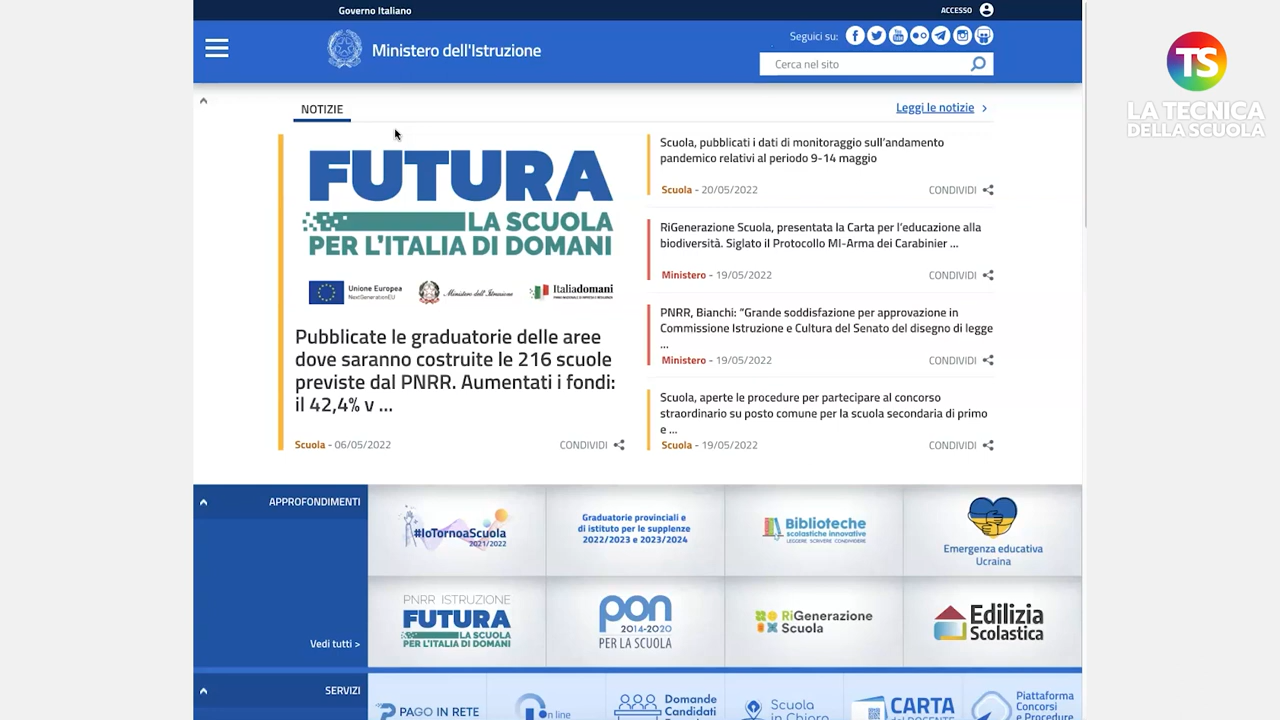 Governo Italiano
ACCESSO
Ministero dell'Istruzione
Seguici su:
Cerca nel sito
TS
LA TECNICA
DELLA SCUOLA
NOTIZIE
Leggi le notizie
FUTURA
LA SCUOLA
PER L'ITALIA DI DOMANI
Unione Europea
NextGenerationEU
Ministero dell'Istruzione
Italiadomani
Pubblicate le graduatorie delle aree
dove saranno costruite le 216 scuole
previste dal PNRR. Aumentati i fondi:
il 42,4% v ...
Scuola - 06/05/2022
CONDIVIDI
Scuola, pubblicati i dati di monitoraggio sull’andamento
pandemico relativi al periodo 9-14 maggio
Scuola - 20/05/2022
CONDIVIDI
RiGenerazione Scuola, presentata la Carta per l’educazione alla
biodiversità. Siglato il Protocollo MI-Arma dei Carabinier ...
Ministero - 19/05/2022
CONDIVIDI
PNRR, Bianchi: “Grande soddisfazione per approvazione in
Commissione Istruzione e Cultura del Senato del disegno di legge
...
Ministero - 19/05/2022
CONDIVIDI
Scuola, aperte le procedure per partecipare al concorso
straordinario su posto comune per la scuola secondaria di primo
e ...
Scuola - 19/05/2022
CONDIVIDI
APPROFONDIMENTI
Vedi tutti >
#IoTornoaScuola
2021/2022
Graduatorie provinciali e
di istituto per le supplenze
2022/2023 e 2023/2024
Biblioteche
scolastiche innovative
LEGGERE SCRIVERE CONDIVIDERE
Emergenza educativa
Ucraina
PNRR ISTRUZIONE
FUTURA
LA SCUOLA
PER L'ITALIA DI DOMANI
pon
2014-2020
PER LA SCUOLA
RiGenerazione
Scuola
Edilizia
Scolastica
SERVIZI
PAGO IN RETE
On line
Domande
Candidati
Scuola
in Chiaro
CARTA
Piattaforma
Concorsi
e Procedure